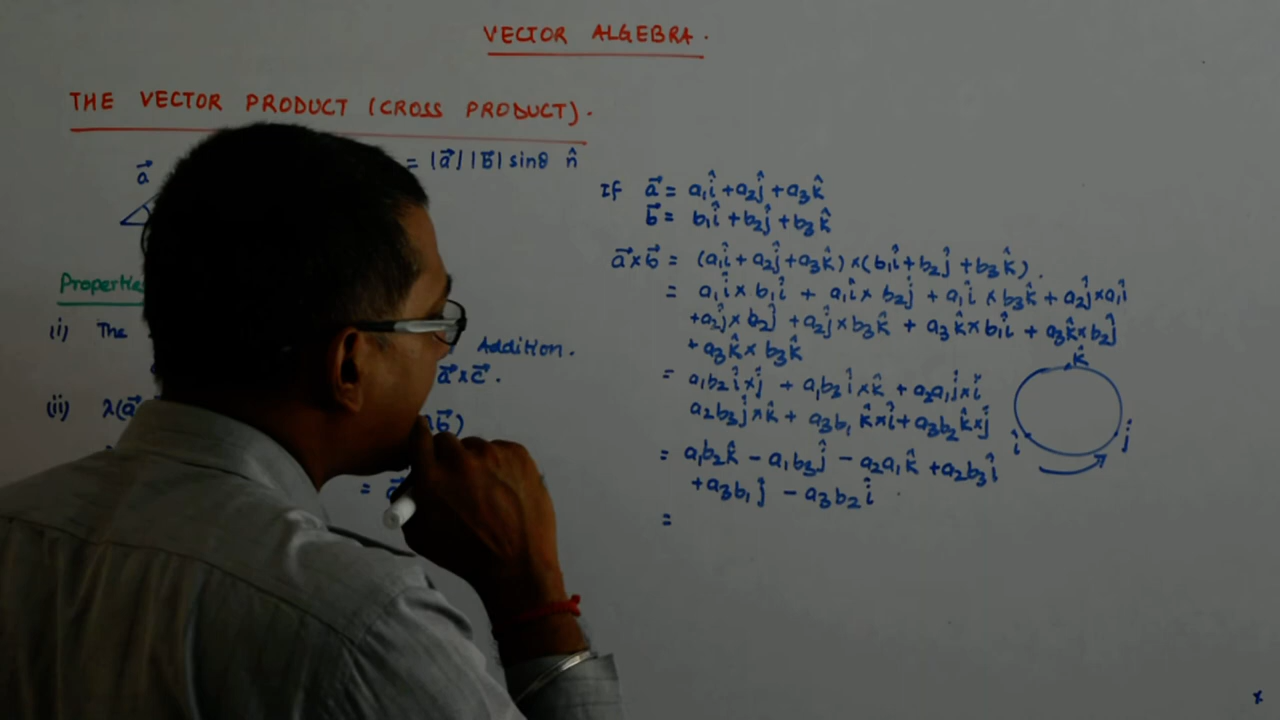 VECTOR ALGEBRA.
THE VECTOR PRODUCT (CROSS PRODUCT).
a⃗
= |a⃗||b⃗| sinθ n̂
Properties
(i) The
Addition.
a⃗×c⃗.
(ii) λ(a⃗
b⃗)
=
If a⃗ = a₁î + a₂ĵ + a₃k̂
b⃗ = b₁î + b₂ĵ + b₃k̂
a⃗×b⃗ = (a₁î + a₂ĵ + a₃k̂)×(b₁î + b₂ĵ + b₃k̂).
= a₁î × b₁î + a₁î × b₂ĵ + a₁î × b₃k̂ + a₂ĵ×a₁î
+a₂ĵ × b₂ĵ + a₂ĵ × b₃k̂ + a₃k̂×b₁î + a₃k̂×b₂ĵ
+ a₃k̂ × b₃k̂
= a₁b₂ î×ĵ + a₁b₃ î×k̂ + a₂a₁ ĵ×î
a₂b₃ ĵ×k̂ + a₃b₁ k̂×î + a₃b₂ k̂×ĵ
= a₁b₂k̂ − a₁b₃ĵ − a₂a₁k̂ + a₂b₃î
+a₃b₁ĵ − a₃b₂î
=
k̂
î
ĵ